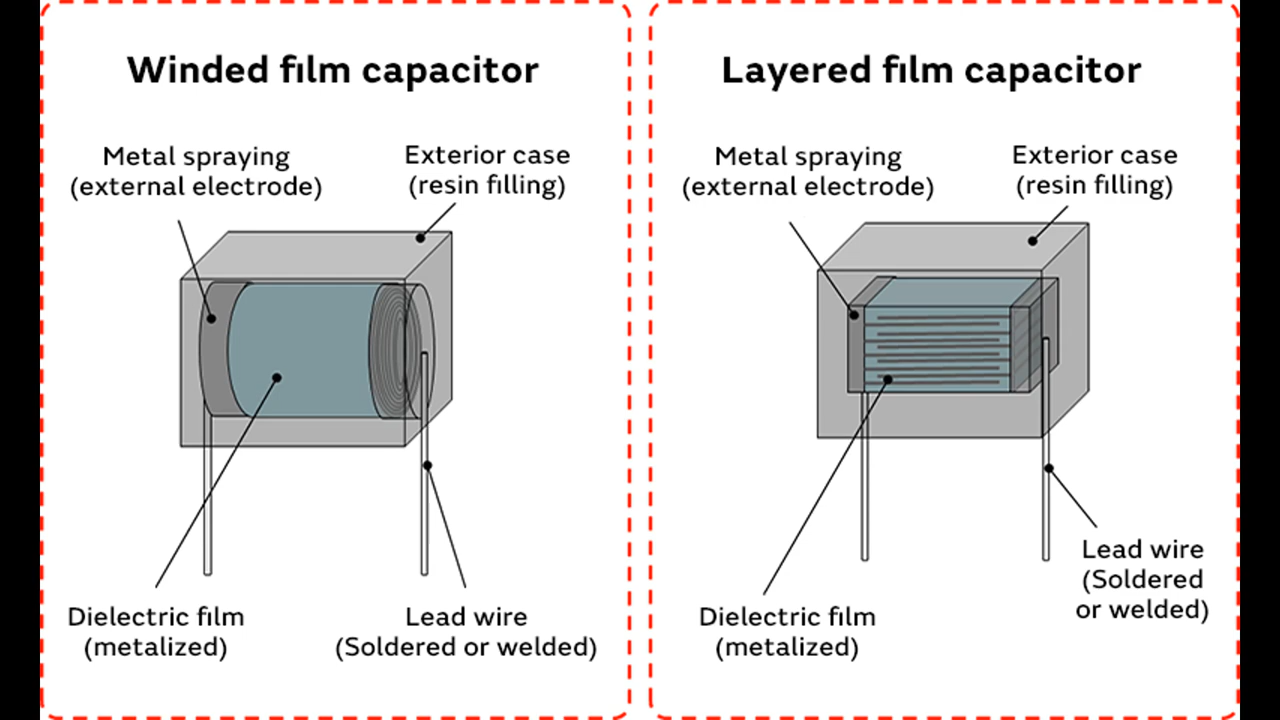 Winded film capacitor
Metal spraying
(external electrode)
Exterior case
(resin filling)
Dielectric film
(metalized)
Lead wire
(Soldered or welded)
Layered film capacitor
Metal spraying
(external electrode)
Exterior case
(resin filling)
Dielectric film
(metalized)
Lead wire
(Soldered
or welded)